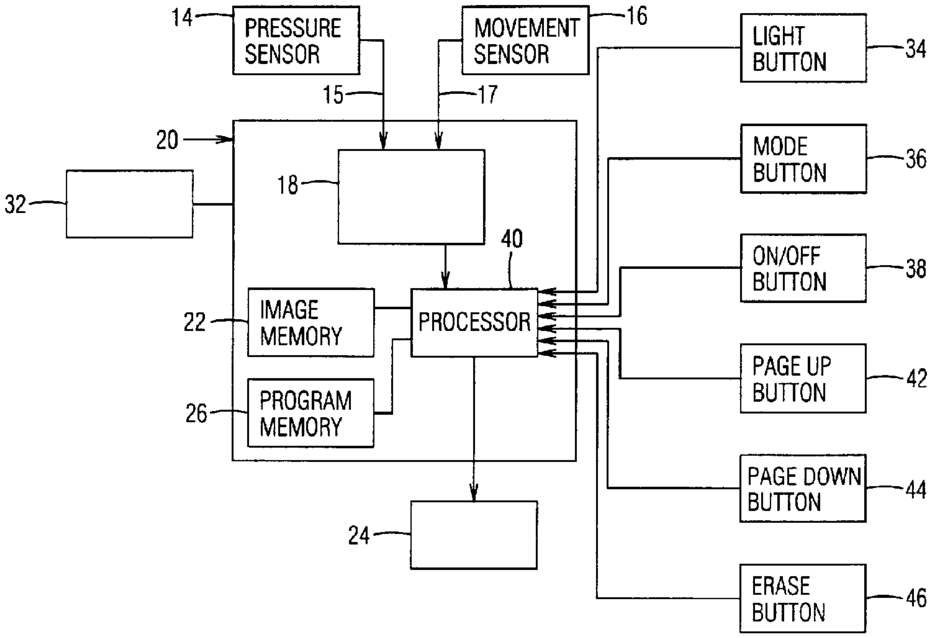 14
PRESSURE
SENSOR
MOVEMENT
SENSOR
16
LIGHT
BUTTON
34
15
17
20
18
MODE
BUTTON
36
32
40
ON/OFF
BUTTON
38
22
IMAGE
MEMORY
PROCESSOR
PAGE UP
BUTTON
42
26
PROGRAM
MEMORY
PAGE DOWN
BUTTON
44
24
ERASE
BUTTON
46